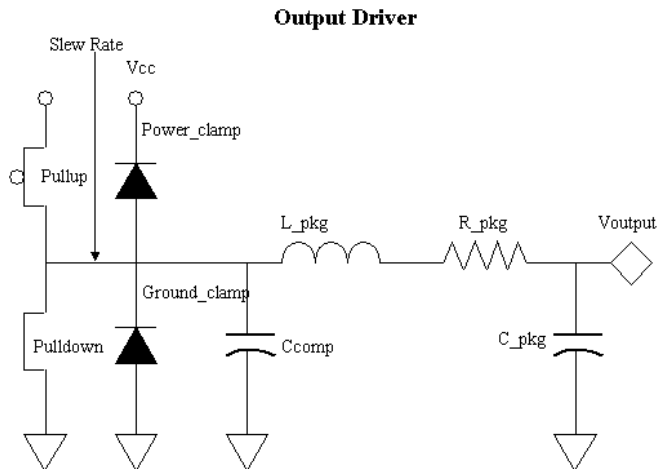 Output Driver
Slew Rate
Vcc
Power_clamp
Pullup
L_pkg
R_pkg
Voutput
Ground_clamp
Pulldown
Ccomp
C_pkg